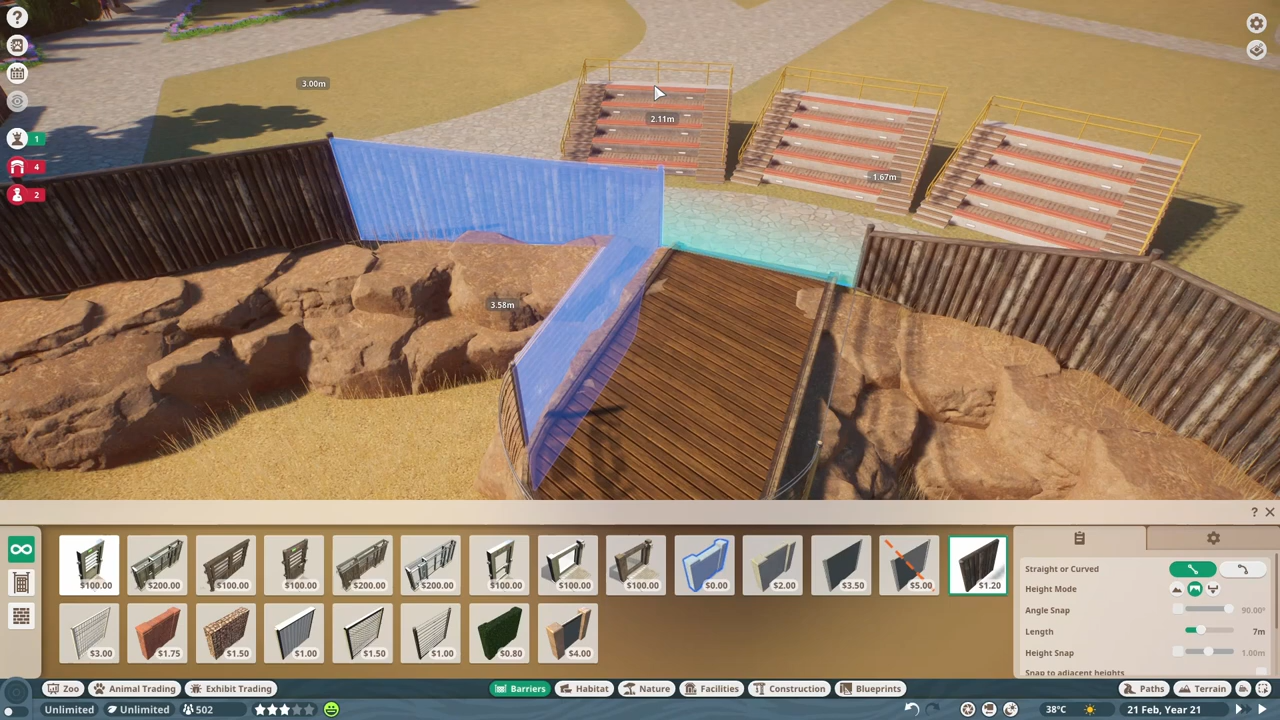 ?
3.00m
2.11m
1.67m
1
4
2
3.58m
?
$100.00 $200.00 $100.00 $100.00 $200.00 $200.00 $100.00 $100.00 $100.00 $0.00 $2.00 $3.50 $5.00 $1.20
$3.00 $1.75 $1.50 $1.00 $1.50 $1.00 $0.80 $4.00
Straight or Curved
Height Mode
Angle Snap 90.00°
Length 7m
Height Snap 1.00m
Snap to adjacent heights
Zoo Animal Trading Exhibit Trading Barriers Habitat Nature Facilities Construction Blueprints Paths Terrain
Unlimited Unlimited 502 38°C 21 Feb, Year 21